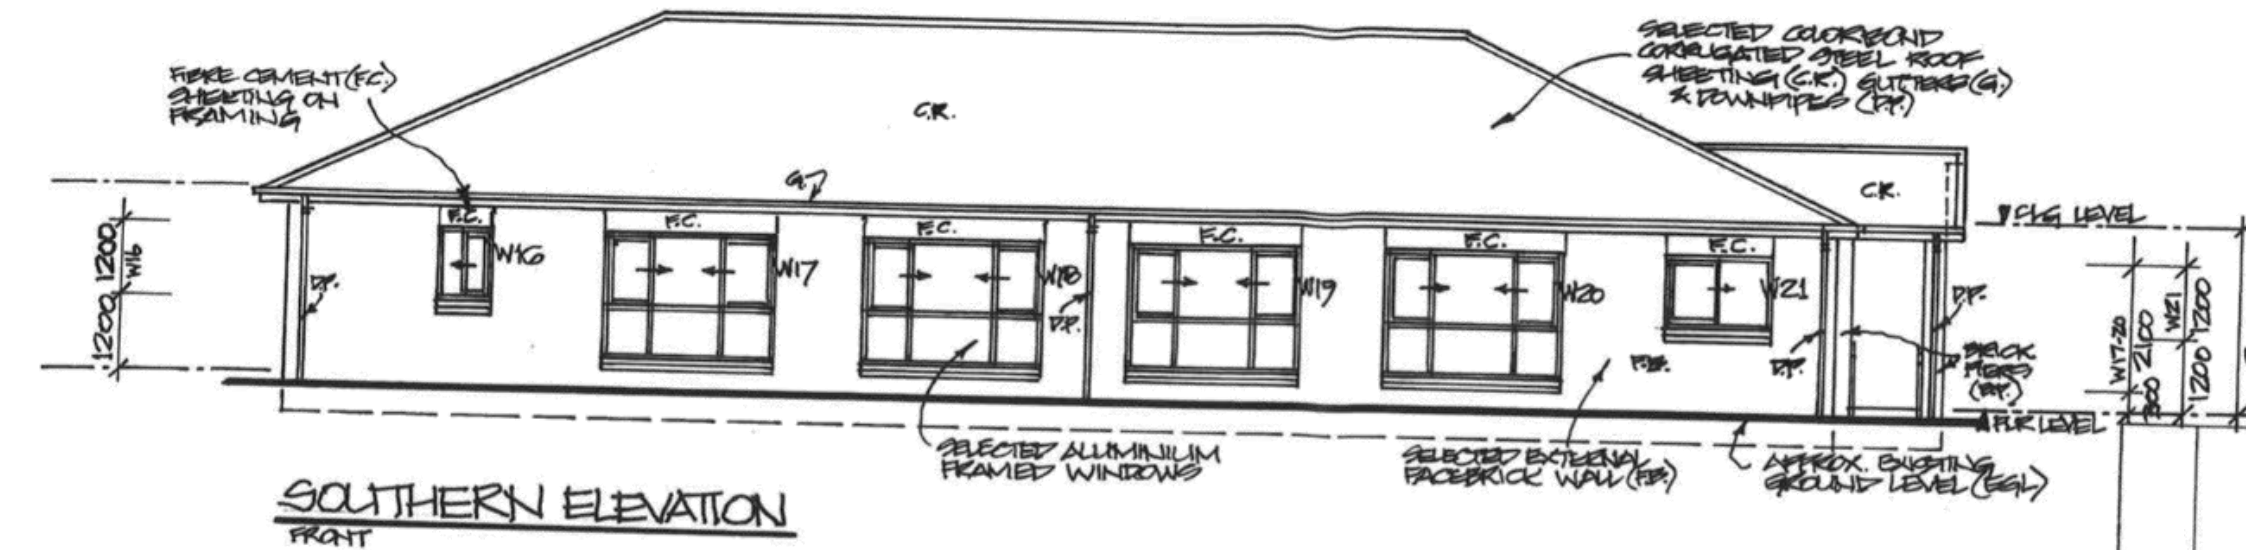 FIBRE CEMENT (F.C.)
SHEETING ON
FRAMING
SELECTED COLORBOND
CORRUGATED STEEL ROOF
SHEETING (C.R.) GUTTERS (G.)
& DOWNPIPES (D.P.)
C.R.
C.R.
G.
CLG LEVEL
F.C.
F.C.
F.C.
F.C.
F.C.
F.C.
W16
W17
W18
W19
W20
W21
1200
1200
W16
D.P.
D.P.
D.P.
D.P.
F.B.
BRICK
PIERS
(B.P.)
W17-20
300
2100
W21
1200
1200
FLR LEVEL
SELECTED ALUMINIUM
FRAMED WINDOWS
SELECTED EXTERNAL
FACEBRICK WALL (F.B.)
APPROX. EXISTING
GROUND LEVEL (EGL)
SOUTHERN ELEVATION
FRONT